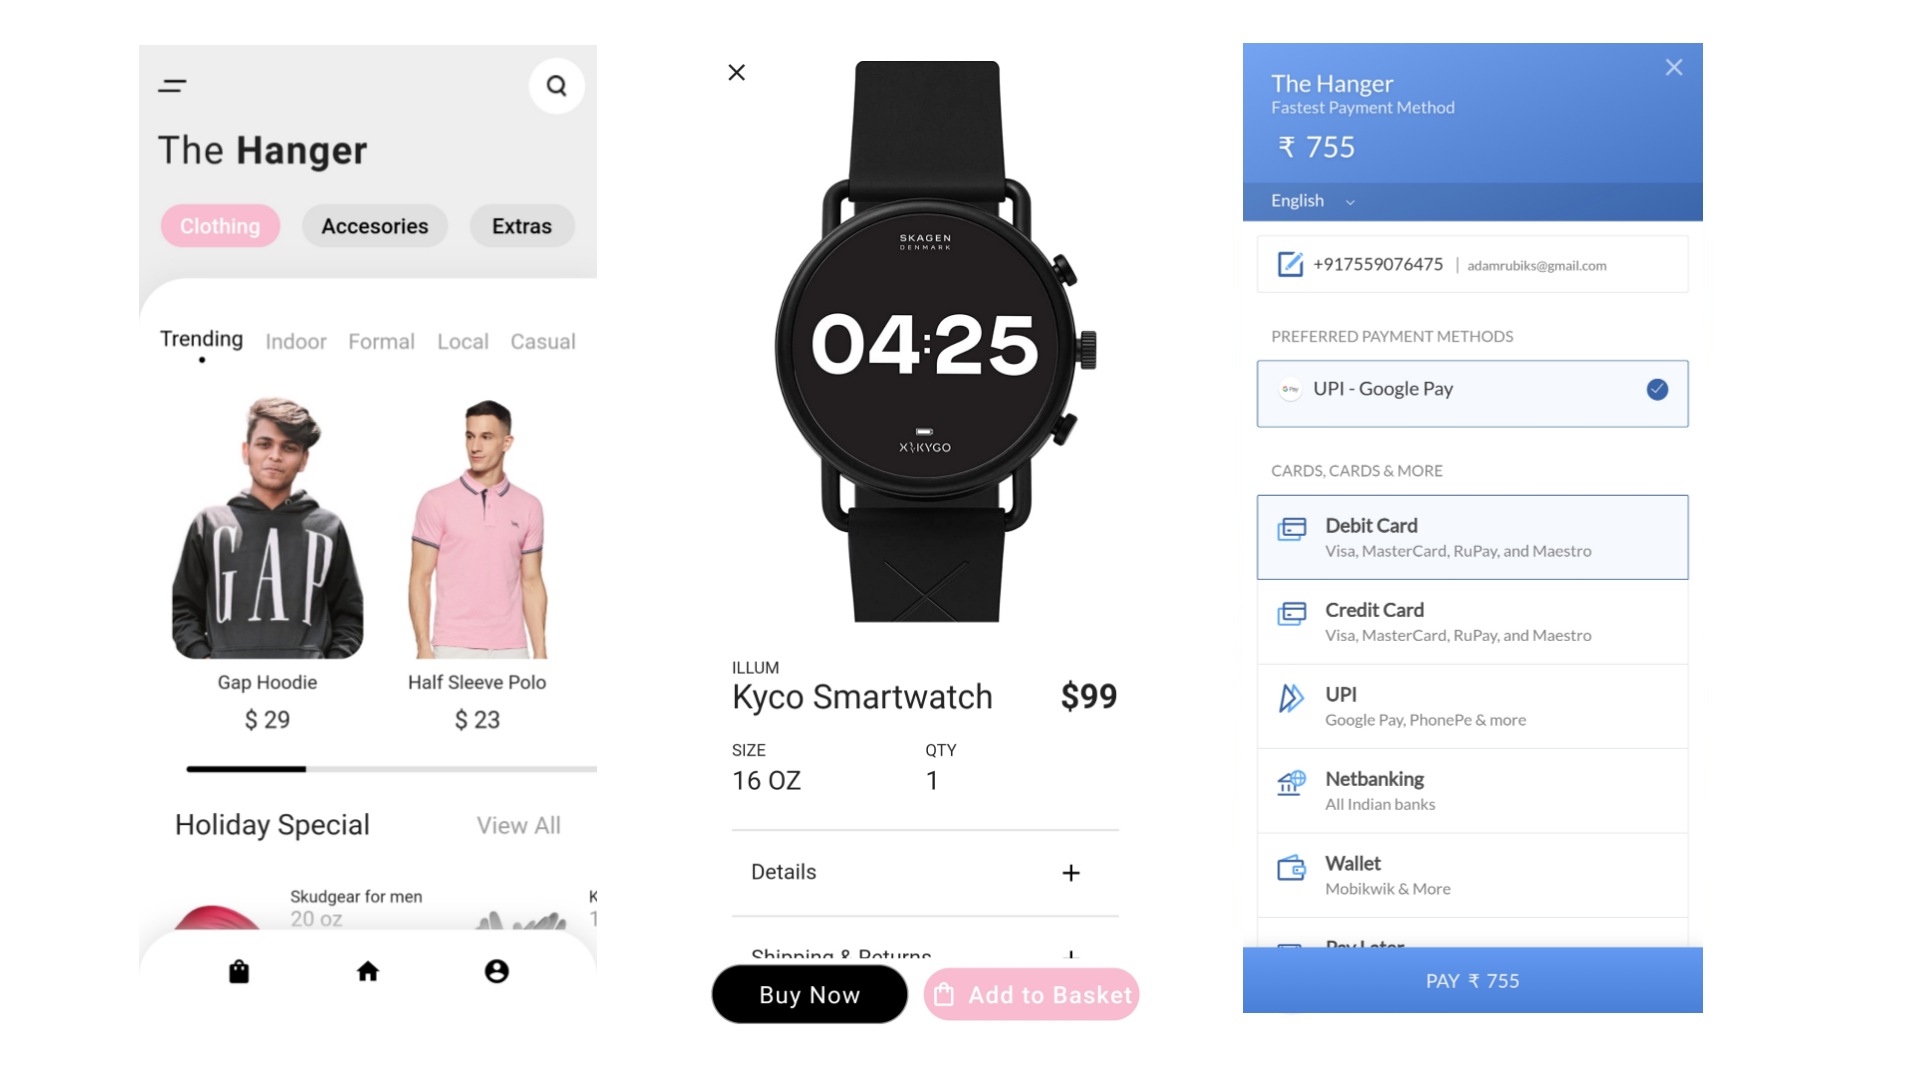 The Hanger
Clothing
Accesories
Extras
Trending
Indoor
Formal
Local
Casual
GAP
Gap Hoodie
$ 29
Half Sleeve Polo
$ 23
Holiday Special
View All
Skudgear for men
20 oz
K
1
SKAGEN
DENMARK
04:25
X KYGO
ILLUM
Kyco Smartwatch
$99
SIZE
16 OZ
QTY
1
Details
+
Shipping & Returns
+
Buy Now
Add to Basket
The Hanger
Fastest Payment Method
₹ 755
English
+917559076475 | adamrubiks@gmail.com
PREFERRED PAYMENT METHODS
G Pay
UPI - Google Pay
CARDS, CARDS & MORE
Debit Card
Visa, MasterCard, RuPay, and Maestro
Credit Card
Visa, MasterCard, RuPay, and Maestro
UPI
Google Pay, PhonePe & more
Netbanking
All Indian banks
Wallet
Mobikwik & More
Pay Later
PAY ₹ 755